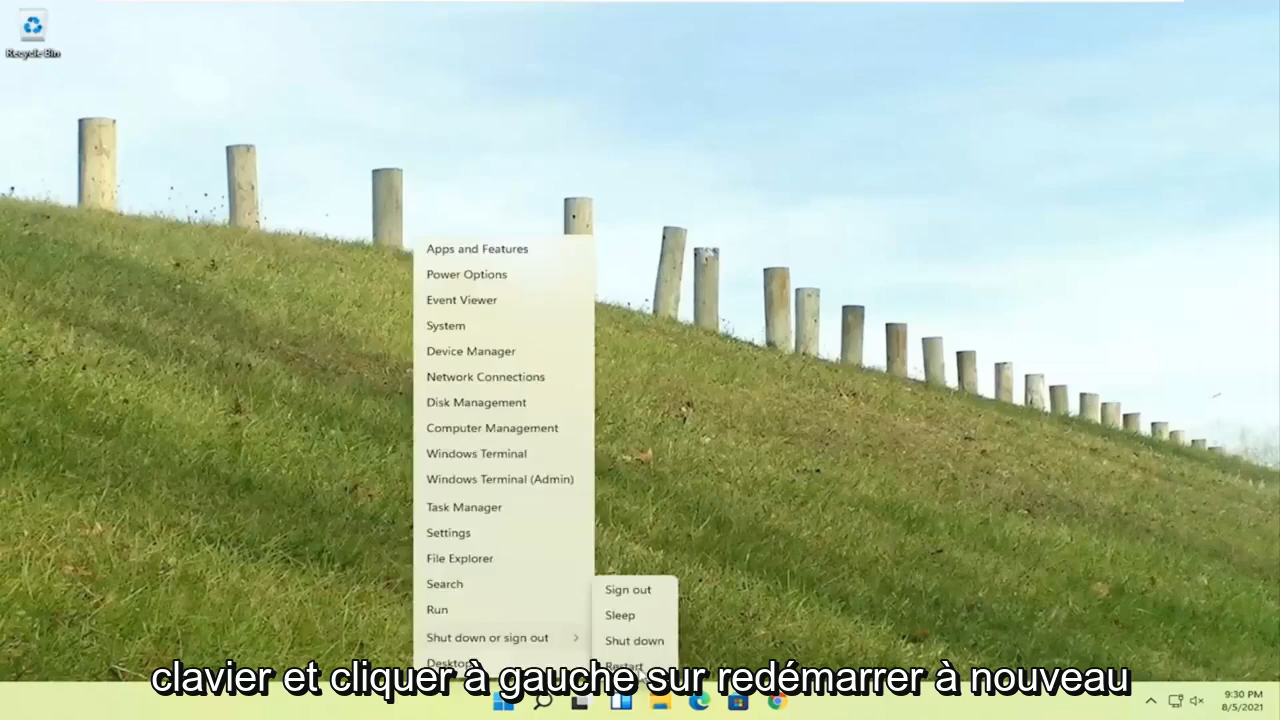 Recycle Bin
Apps and Features
Power Options
Event Viewer
System
Device Manager
Network Connections
Disk Management
Computer Management
Windows Terminal
Windows Terminal (Admin)
Task Manager
Settings
File Explorer
Search
Run
Shut down or sign out
Desktop
Sign out
Sleep
Shut down
Restart
clavier et cliquer à gauche sur redémarrer à nouveau
9:30 PM
8/5/2021